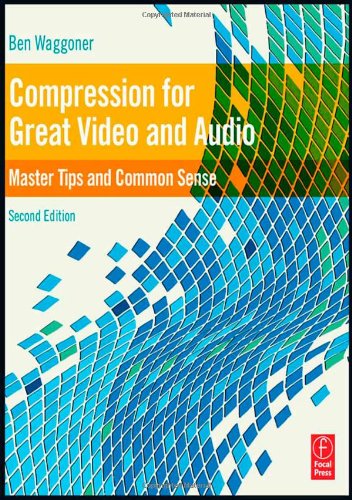 Ben Waggoner
Compression for
Great Video and Audio
Master Tips and Common Sense
Second Edition
Focal
Press